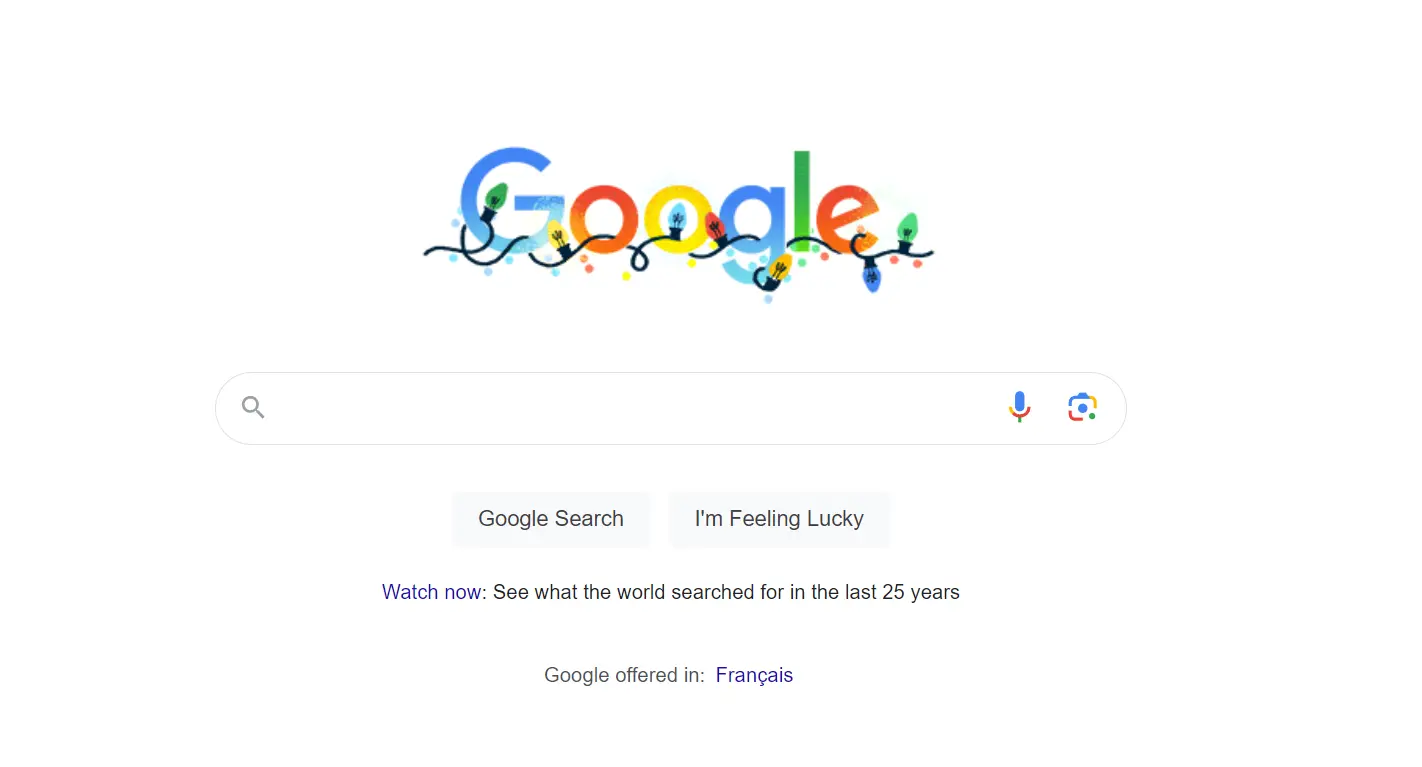 Google
Google Search
I'm Feeling Lucky
Watch now: See what the world searched for in the last 25 years
Google offered in: Français